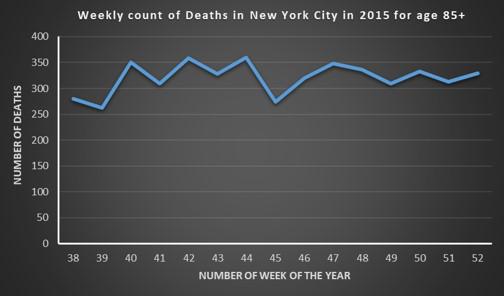 Weekly count of Deaths in New York City in 2015 for age 85+
400
350
300
250
200
150
100
50
0
NUMBER OF DEATHS
38 39 40 41 42 43 44 45 46 47 48 49 50 51 52
NUMBER OF WEEK OF THE YEAR